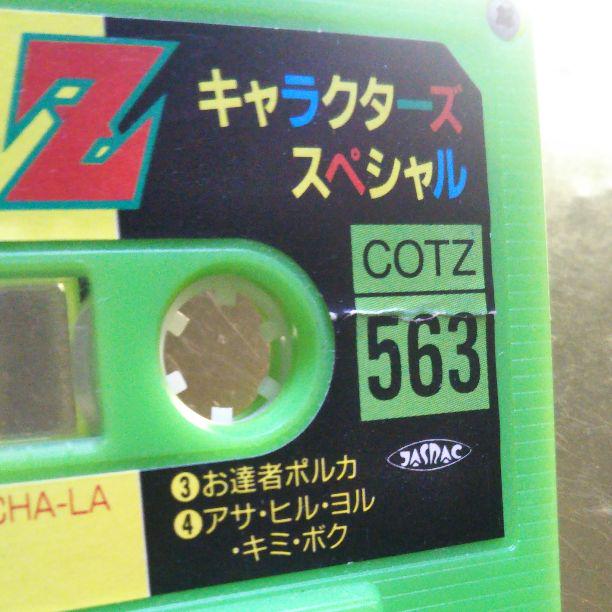 Z
キャラクターズ
スペシャル
COTZ
563
JASRAC
CHA-LA
③お達者ポルカ
④アサ・ヒル・ヨル
・キミ・ボク